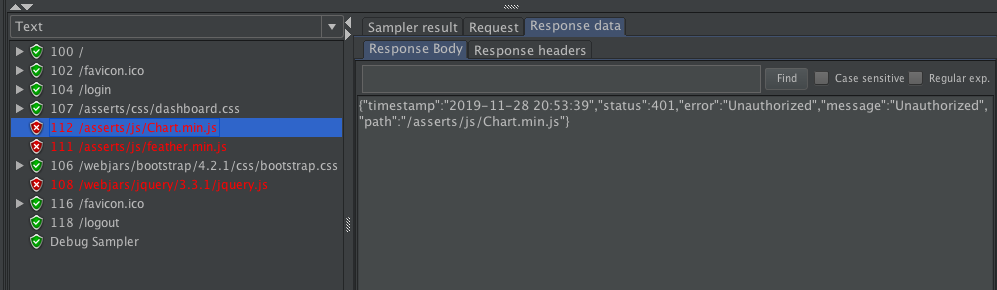 Text
100 /
102 /favicon.ico
104 /login
107 /asserts/css/dashboard.css
112 /asserts/js/Chart.min.js
111 /asserts/js/feather.min.js
106 /webjars/bootstrap/4.2.1/css/bootstrap.css
108 /webjars/jquery/3.3.1/jquery.js
116 /favicon.ico
118 /logout
Debug Sampler
Sampler result Request Response data
Response Body Response headers
Find Case sensitive Regular exp.
{"timestamp":"2019-11-28 20:53:39","status":401,"error":"Unauthorized","message":"Unauthorized",
"path":"/asserts/js/Chart.min.js"}